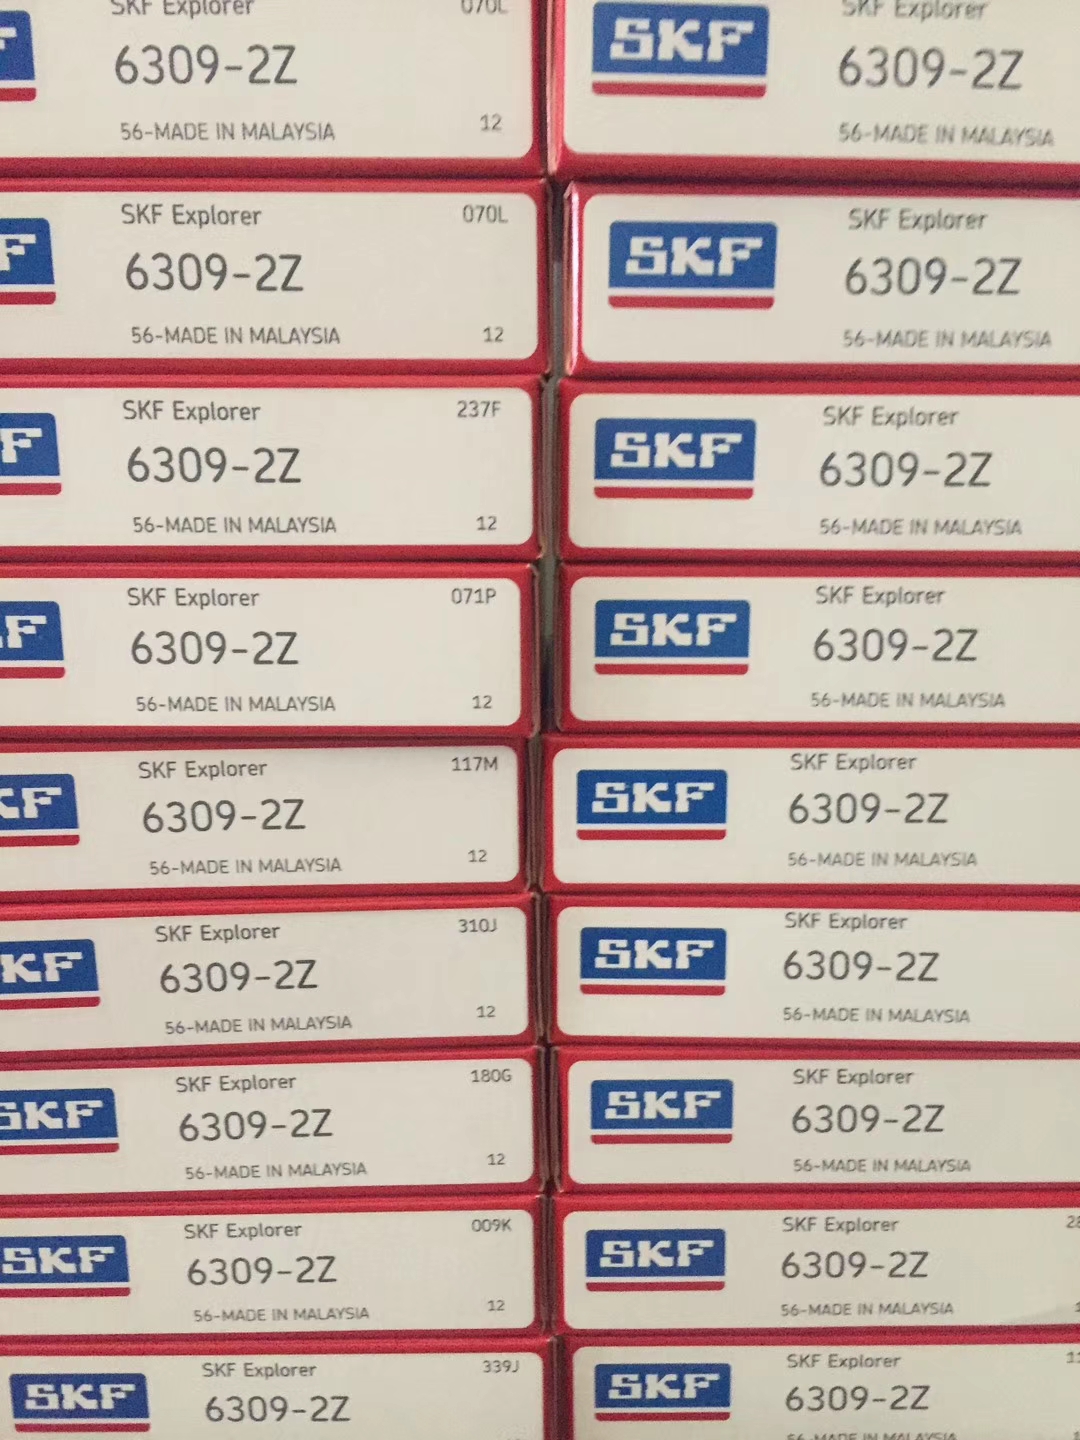 SKF Explorer 070L
6309-2Z
56-MADE IN MALAYSIA 12
SKF Explorer 070L
6309-2Z
56-MADE IN MALAYSIA 12
SKF Explorer 237F
6309-2Z
56-MADE IN MALAYSIA 12
SKF Explorer 071P
6309-2Z
56-MADE IN MALAYSIA 12
SKF Explorer 117M
6309-2Z
56-MADE IN MALAYSIA 12
KF SKF Explorer 310J
6309-2Z
56-MADE IN MALAYSIA 12
SKF SKF Explorer 180G
6309-2Z
56-MADE IN MALAYSIA 12
SKF SKF Explorer 009K
6309-2Z
56-MADE IN MALAYSIA 12
SKF SKF Explorer 339J
6309-2Z
SKF SKF Explorer
6309-2Z
56-MADE IN MALAYSIA
SKF SKF Explorer
6309-2Z
56-MADE IN MALAYSIA
SKF SKF Explorer
6309-2Z
56-MADE IN MALAYSIA
SKF SKF Explorer
6309-2Z
56-MADE IN MALAYSIA
SKF SKF Explorer
6309-2Z
56-MADE IN MALAYSIA
SKF SKF Explorer
6309-2Z
56-MADE IN MALAYSIA
SKF SKF Explorer
6309-2Z
56-MADE IN MALAYSIA
SKF SKF Explorer
6309-2Z
56-MADE IN MALAYSIA
SKF SKF Explorer
6309-2Z
56-MADE IN MALAYSIA